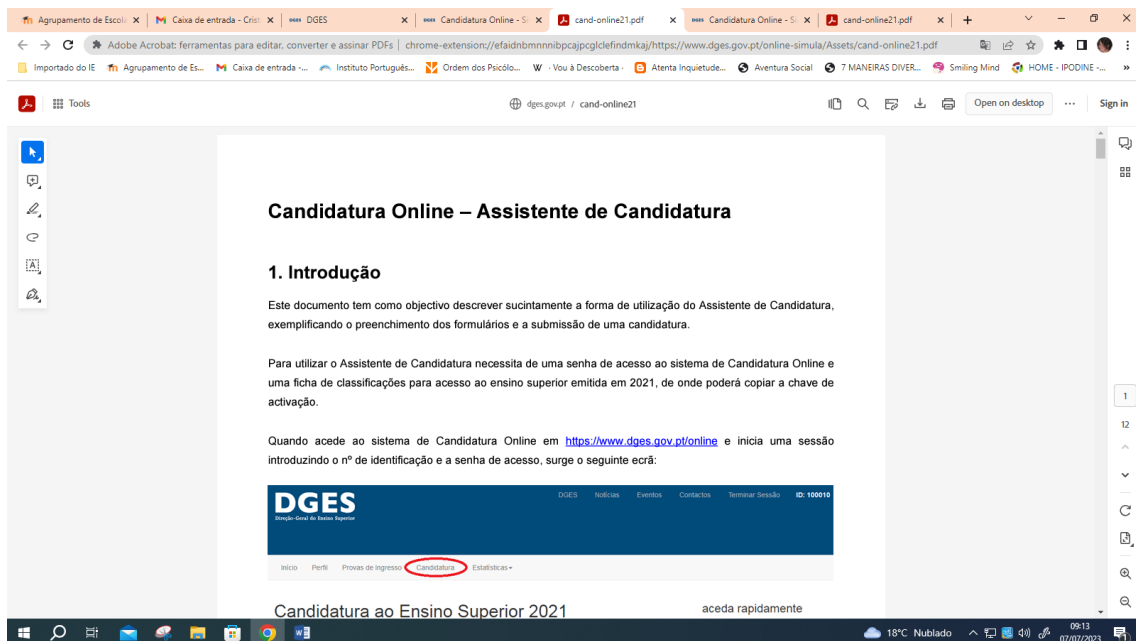 Agrupamento de Escola
Caixa de entrada - Crist
DGES
Candidatura Online - S
cand-online21.pdf
Candidatura Online - S
cand-online21.pdf
Adobe Acrobat: ferramentas para editar, converter e assinar PDFs
chrome-extension://efaidnbmnnnibpcajpcglclefindmkaj/https://www.dges.gov.pt/online-simula/Assets/cand-online21.pdf
Importado do IE
Agrupamento de Es...
Caixa de entrada -...
Instituto Portuguê...
Ordem dos Psicólo...
· Vou à Descoberta ·
Atenta Inquietude...
Aventura Social
7 MANEIRAS DIVER...
Smiling Mind
HOME - IPODINE -...
Tools
dges.gov.pt / cand-online21
Open on desktop
Sign in
Candidatura Online – Assistente de Candidatura
1. Introdução
Este documento tem como objectivo descrever sucintamente a forma de utilização do Assistente de Candidatura,
exemplificando o preenchimento dos formulários e a submissão de uma candidatura.
Para utilizar o Assistente de Candidatura necessita de uma senha de acesso ao sistema de Candidatura Online e
uma ficha de classificações para acesso ao ensino superior emitida em 2021, de onde poderá copiar a chave de
activação.
Quando acede ao sistema de Candidatura Online em https://www.dges.gov.pt/online e inicia uma sessão
introduzindo o nº de identificação e a senha de acesso, surge o seguinte ecrã:
DGES
Direção-Geral do Ensino Superior
DGES Notícias Eventos Contactos Terminar Sessão ID: 100010
Início Perfil Provas de Ingresso Candidatura Estatísticas
Candidatura ao Ensino Superior 2021
aceda rapidamente
1
12
18°C Nublado
09:13
07/07/2023